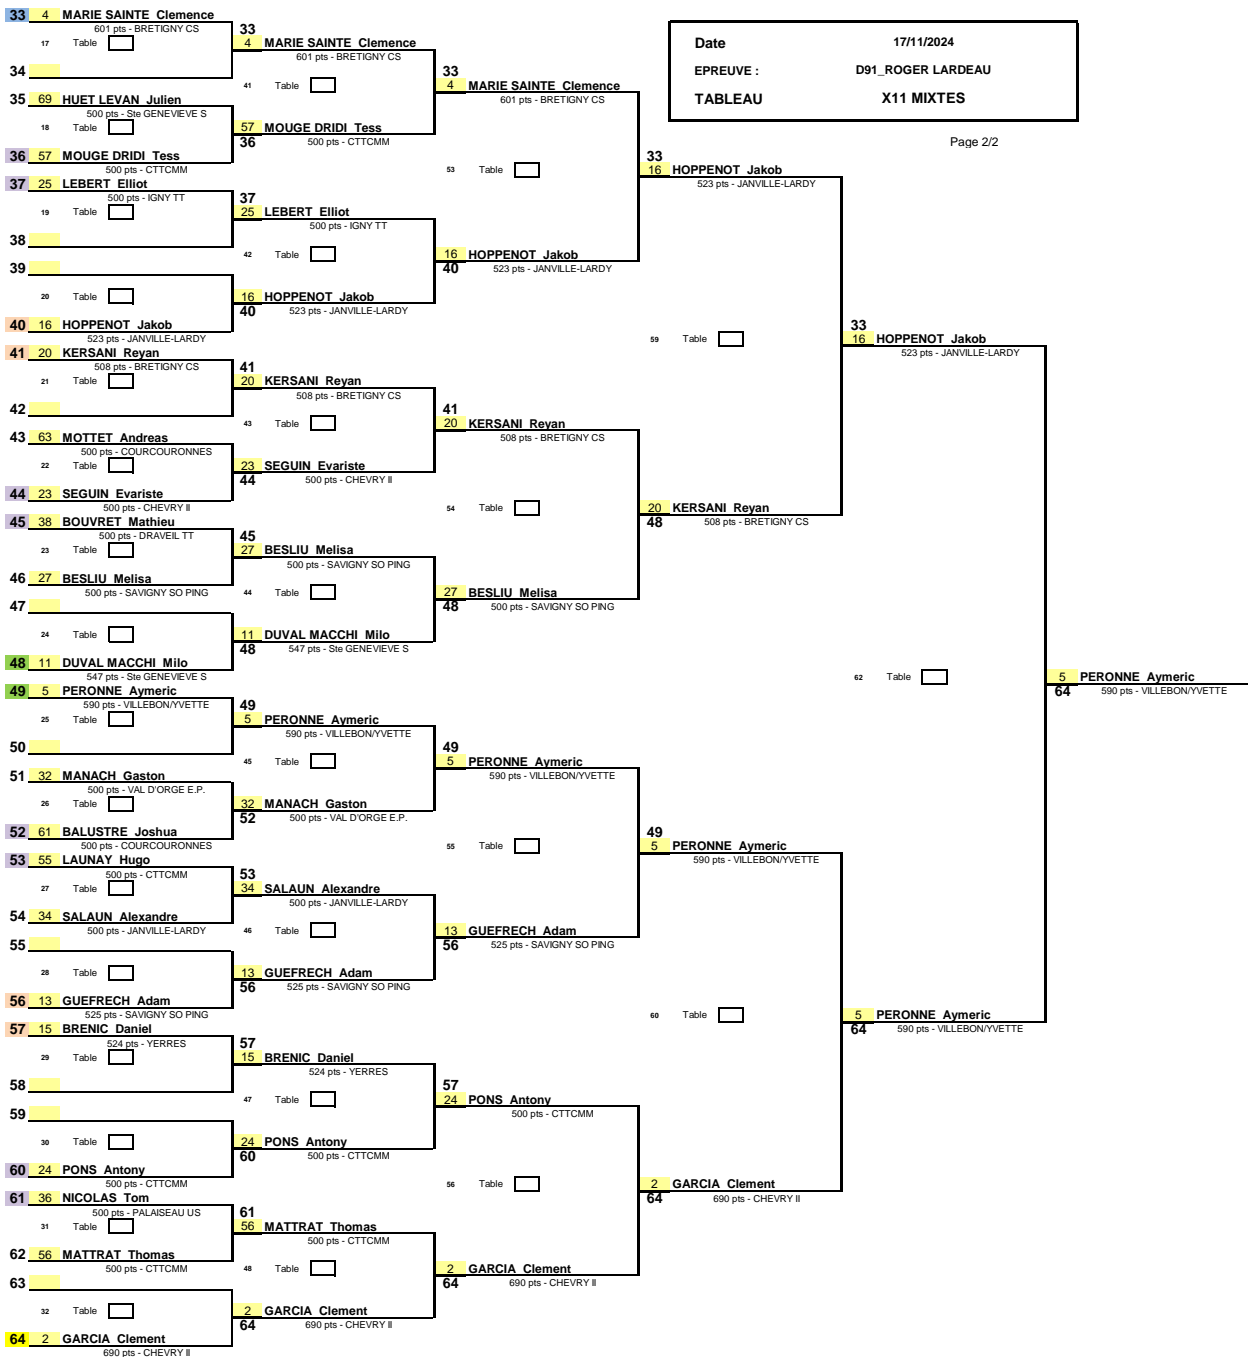 Date 17/11/2024
EPREUVE : D91_ROGER LARDEAU
TABLEAU X11 MIXTES
Page 2/2
33 4 MARIE SAINTE Clemence
601 pts - BRETIGNY CS
17 Table
34
35 69 HUET LEVAN Julien
500 pts - Ste GENEVIEVE S
18 Table
36 57 MOUGE DRIDI Tess
500 pts - CTTCMM
37 25 LEBERT Elliot
500 pts - IGNY TT
19 Table
38
39
20 Table
40 16 HOPPENOT Jakob
523 pts - JANVILLE-LARDY
41 20 KERSANI Reyan
508 pts - BRETIGNY CS
21 Table
42
43 63 MOTTET Andreas
500 pts - COURCOURONNES
22 Table
44 23 SEGUIN Evariste
500 pts - CHEVRY II
45 38 BOUVRET Mathieu
500 pts - DRAVEIL TT
23 Table
46 27 BESLIU Melisa
500 pts - SAVIGNY SO PING
47
24 Table
48 11 DUVAL MACCHI Milo
547 pts - Ste GENEVIEVE S
49 5 PERONNE Aymeric
590 pts - VILLEBON/YVETTE
25 Table
50
51 32 MANACH Gaston
500 pts - VAL D'ORGE E.P.
26 Table
52 61 BALUSTRE Joshua
500 pts - COURCOURONNES
53 55 LAUNAY Hugo
500 pts - CTTCMM
27 Table
54 34 SALAUN Alexandre
500 pts - JANVILLE-LARDY
55
28 Table
56 13 GUEFRECH Adam
525 pts - SAVIGNY SO PING
57 15 BRENIC Daniel
524 pts - YERRES
29 Table
58
59
30 Table
60 24 PONS Antony
500 pts - CTTCMM
61 36 NICOLAS Tom
500 pts - PALAISEAU US
31 Table
62 56 MATTRAT Thomas
500 pts - CTTCMM
63
32 Table
64 2 GARCIA Clement
690 pts - CHEVRY II
33
4 MARIE SAINTE Clemence
601 pts - BRETIGNY CS
41 Table
57 MOUGE DRIDI Tess
36 500 pts - CTTCMM
37
25 LEBERT Elliot
500 pts - IGNY TT
42 Table
16 HOPPENOT Jakob
40 523 pts - JANVILLE-LARDY
41
20 KERSANI Reyan
508 pts - BRETIGNY CS
43 Table
23 SEGUIN Evariste
44 500 pts - CHEVRY II
45
27 BESLIU Melisa
500 pts - SAVIGNY SO PING
44 Table
11 DUVAL MACCHI Milo
48 547 pts - Ste GENEVIEVE S
49
5 PERONNE Aymeric
590 pts - VILLEBON/YVETTE
45 Table
32 MANACH Gaston
52 500 pts - VAL D'ORGE E.P.
53
34 SALAUN Alexandre
500 pts - JANVILLE-LARDY
46 Table
13 GUEFRECH Adam
56 525 pts - SAVIGNY SO PING
57
15 BRENIC Daniel
524 pts - YERRES
47 Table
24 PONS Antony
60 500 pts - CTTCMM
61
56 MATTRAT Thomas
500 pts - CTTCMM
48 Table
2 GARCIA Clement
64 690 pts - CHEVRY II
33
4 MARIE SAINTE Clemence
601 pts - BRETIGNY CS
53 Table
16 HOPPENOT Jakob
40 523 pts - JANVILLE-LARDY
41
20 KERSANI Reyan
508 pts - BRETIGNY CS
54 Table
27 BESLIU Melisa
48 500 pts - SAVIGNY SO PING
49
5 PERONNE Aymeric
590 pts - VILLEBON/YVETTE
55 Table
13 GUEFRECH Adam
56 525 pts - SAVIGNY SO PING
57
24 PONS Antony
500 pts - CTTCMM
56 Table
2 GARCIA Clement
64 690 pts - CHEVRY II
33
16 HOPPENOT Jakob
523 pts - JANVILLE-LARDY
59 Table
20 KERSANI Reyan
48 508 pts - BRETIGNY CS
49
5 PERONNE Aymeric
590 pts - VILLEBON/YVETTE
60 Table
2 GARCIA Clement
64 690 pts - CHEVRY II
33
16 HOPPENOT Jakob
523 pts - JANVILLE-LARDY
62 Table
5 PERONNE Aymeric
64 590 pts - VILLEBON/YVETTE
5 PERONNE Aymeric
64 590 pts - VILLEBON/YVETTE